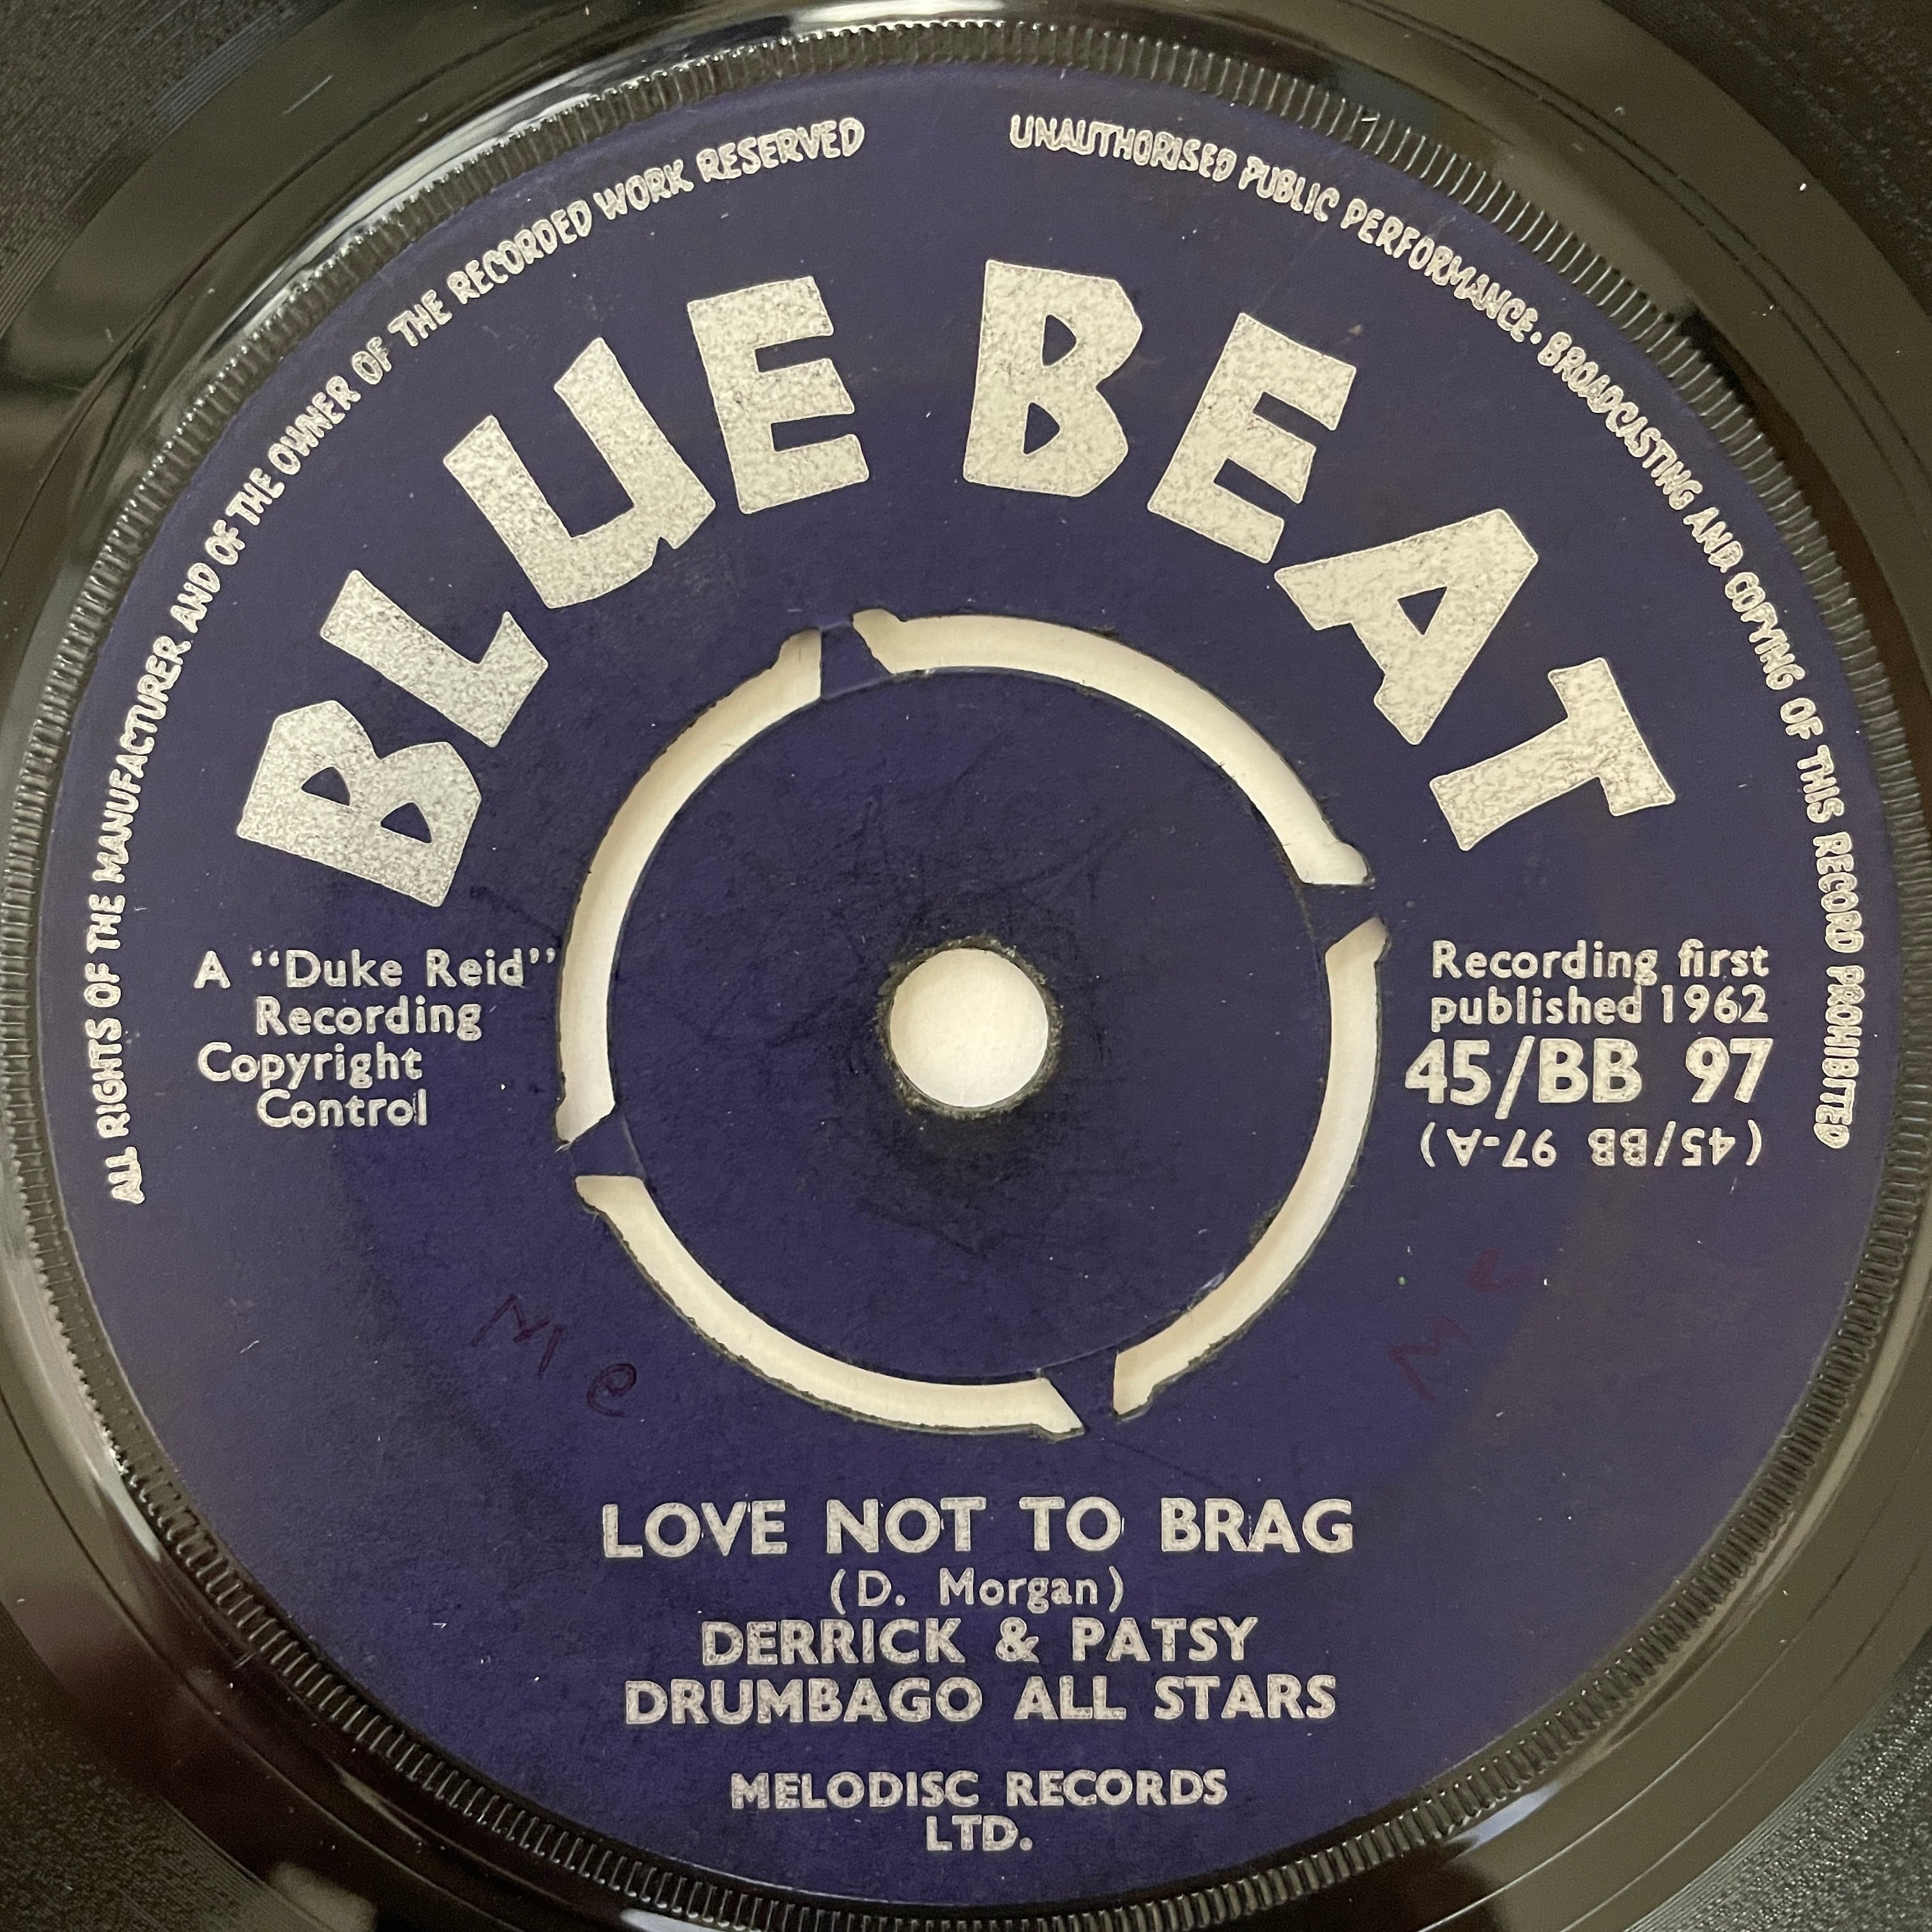 ALL RIGHTS OF THE MANUFACTURER AND OF THE OWNER OF THE RECORDED WORK RESERVED
UNAUTHORISED PUBLIC PERFORMANCE. BROADCASTING AND COPYING OF THIS RECORD PROHIBITED
BLUE BEAT
A "Duke Reid"
Recording
Copyright
Control
Recording first
published 1962
45/BB 97
(45/BB 97-A)
Me
LOVE NOT TO BRAG
(D. Morgan)
DERRICK & PATSY
DRUMBAGO ALL STARS
MELODISC RECORDS
LTD.